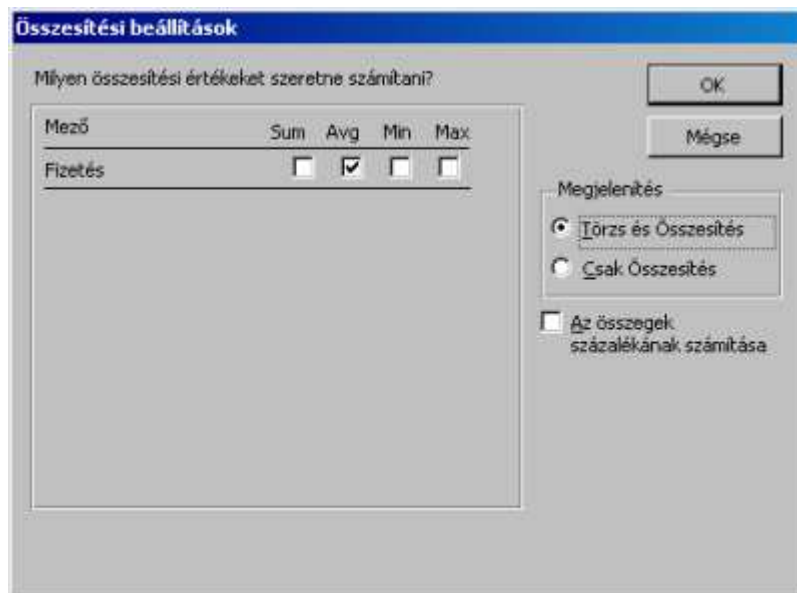 Összesítési beállítások
Milyen összesítési értékeket szeretne számítani?
OK
Mégse
Mező Sum Avg Min Max
Fizetés
Megjelenítés
Törzs és Összesítés
Csak Összesítés
Az összegek
százalékának számítása